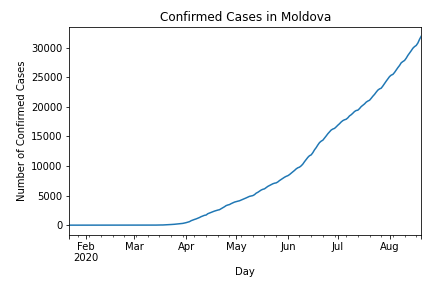 Confirmed Cases in Moldova
Number of Confirmed Cases
30000
25000
20000
15000
10000
5000
0
Feb Mar Apr May Jun Jul Aug
2020
Day